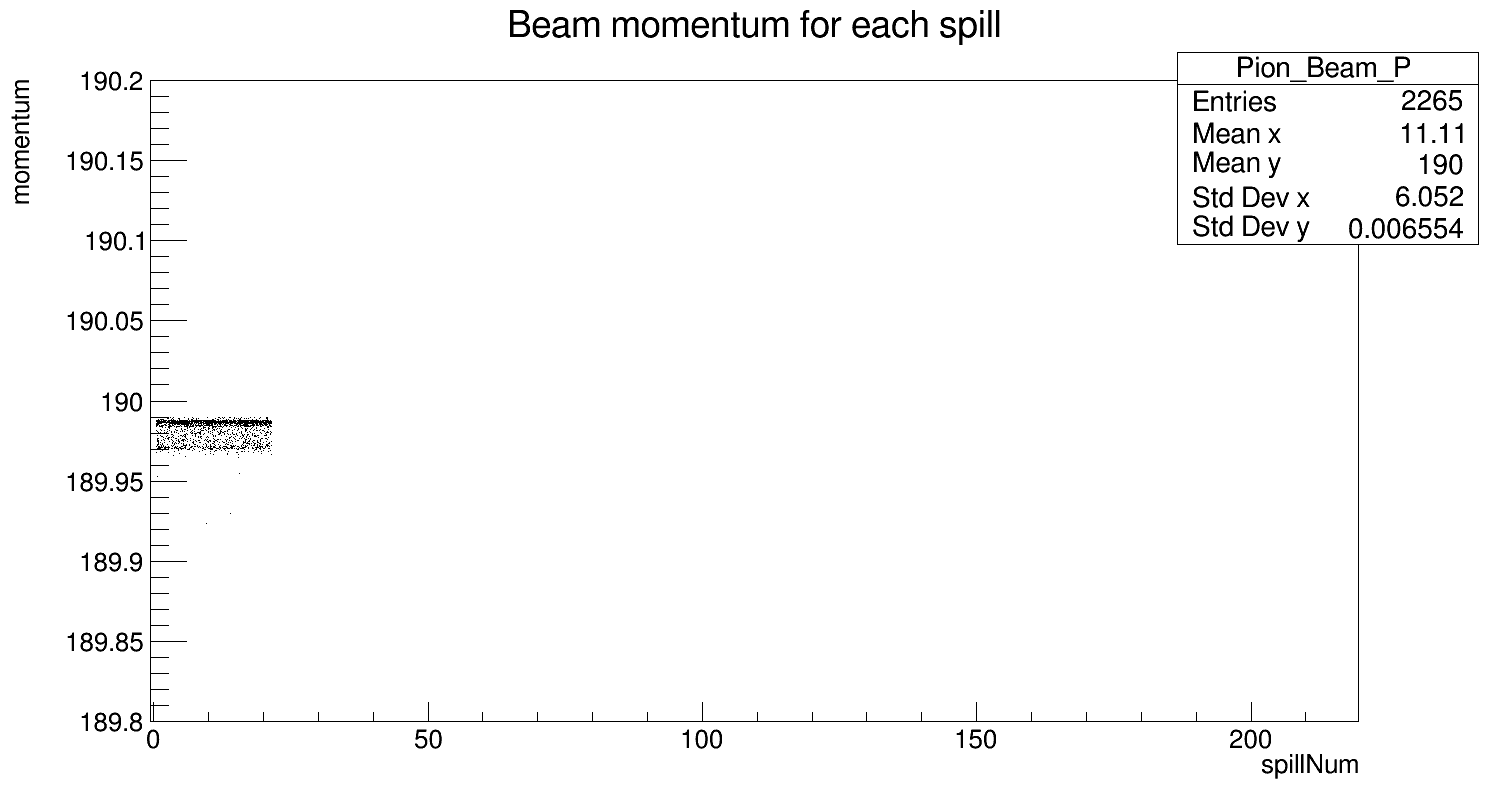 Beam momentum for each spill
Pion_Beam_P
Entries 2265
Mean x 11.11
Mean y 190
Std Dev x 6.052
Std Dev y 0.006554
momentum
190.2
190.15
190.1
190.05
190
189.95
189.9
189.85
189.8
0 50 100 150 200
spillNum